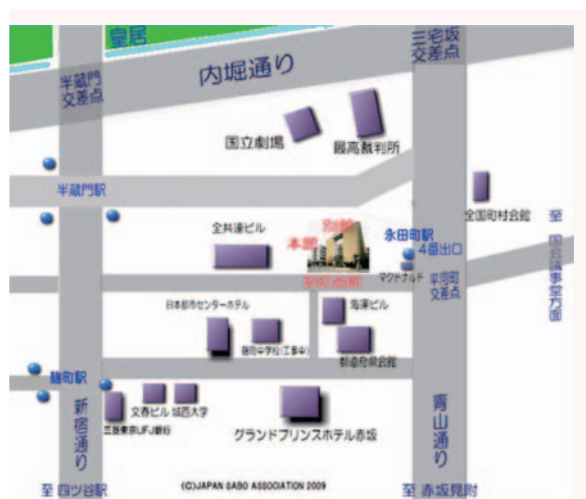 皇居
三宅坂
交差点
半蔵門
交差点
内堀通り
国立劇場
最高裁判所
半蔵門駅
全国町村会館
全共連ビル
別館
本館
永田町駅
4番出口
マクドナルド
平河町
交差点
至 国会議事堂方面
日本都市センターホテル
海運ビル
麹町中学校(工事中)
都道府県会館
麹町駅
文春ビル
城西大学
三菱東京UFJ銀行
グランドプリンスホテル赤坂
新宿通り
青山通り
至 四ツ谷駅
(C)JAPAN SABO ASSOCIATION 2009
至 赤坂見附